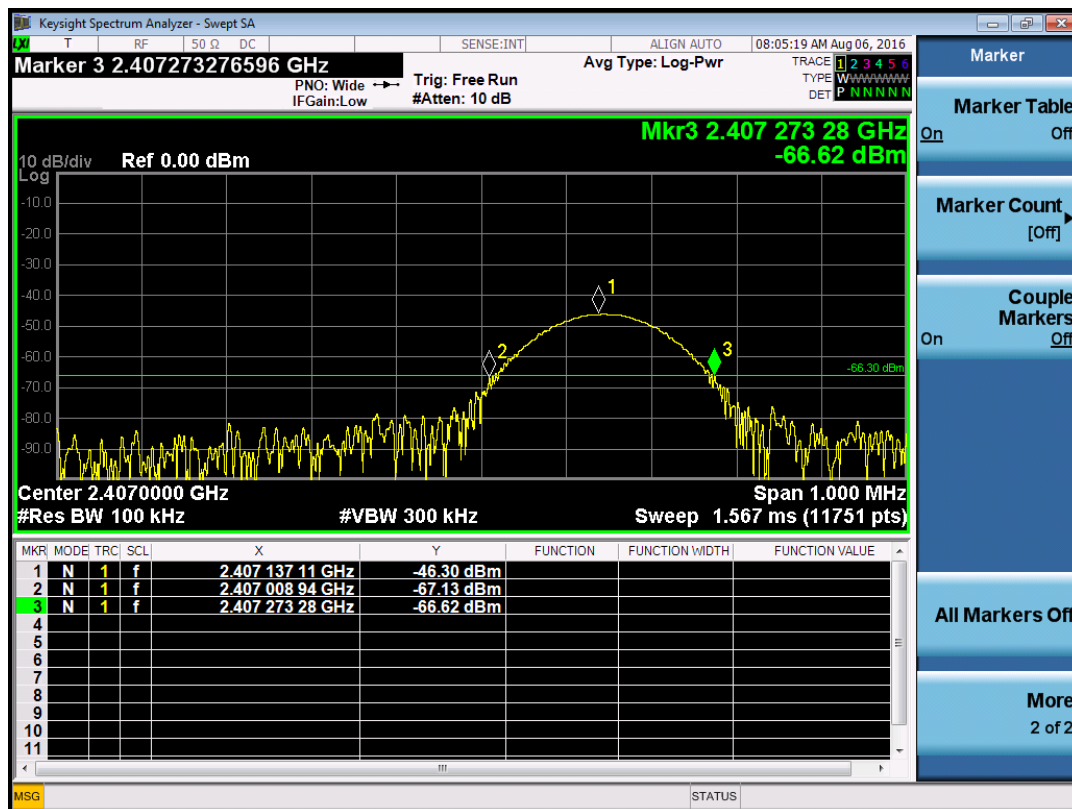 Keysight Spectrum Analyzer - Swept SA
LXI T RF 50 Ω DC SENSE:INT ALIGN AUTO 08:05:19 AM Aug 06, 2016
Marker 3 2.407273276596 GHz
PNO: Wide
IFGain:Low
Trig: Free Run
#Atten: 10 dB
Avg Type: Log-Pwr
TRACE 1 2 3 4 5 6
TYPE WWWWWW
DET P N N N N N
Mkr3 2.407 273 28 GHz
-66.62 dBm
10 dB/div Ref 0.00 dBm
Log
-10.0
-20.0
-30.0
-40.0
-50.0
-60.0
-70.0
-80.0
-90.0
1
2
3
-66.30 dBm
Center 2.4070000 GHz Span 1.000 MHz
#Res BW 100 kHz #VBW 300 kHz Sweep 1.567 ms (11751 pts)
MKR MODE TRC SCL X Y FUNCTION FUNCTION WIDTH FUNCTION VALUE
1 N 1 f 2.407 137 11 GHz -46.30 dBm
2 N 1 f 2.407 008 94 GHz -67.13 dBm
3 N 1 f 2.407 273 28 GHz -66.62 dBm
4
5
6
7
8
9
10
11
MSG STATUS
Marker
Marker Table
On Off
Marker Count
[Off]
Couple
Markers
On Off
All Markers Off
More
2 of 2